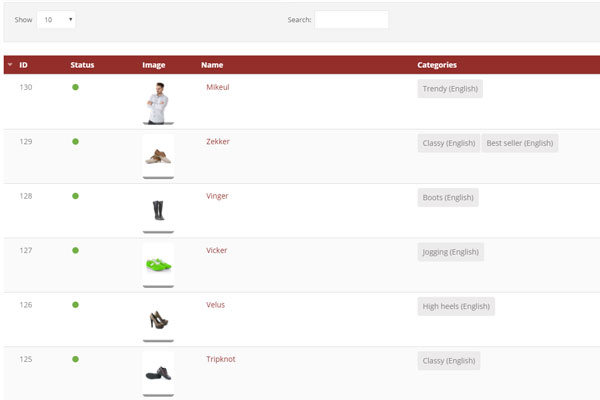 Show 10 Search:
ID Status Image Name Categories
130 Mikeul Trendy (English)
129 Zekker Classy (English) Best seller (English)
128 Vinger Boots (English)
127 Vicker Jogging (English)
126 Velus High heels (English)
125 Tripknot Classy (English)